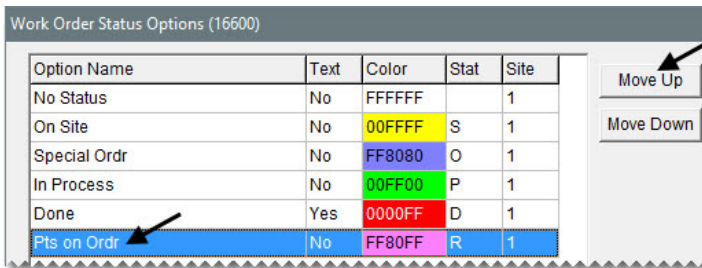 Work Order Status Options (16600)
Option Name Text Color Stat Site
Move Up
No Status No FFFFFF 1
On Site No 00FFFF S 1
Move Down
Special Ordr No FF8080 O 1
In Process No 00FF00 P 1
Done Yes 0000FF D 1
Pts on Ordr No FF80FF R 1